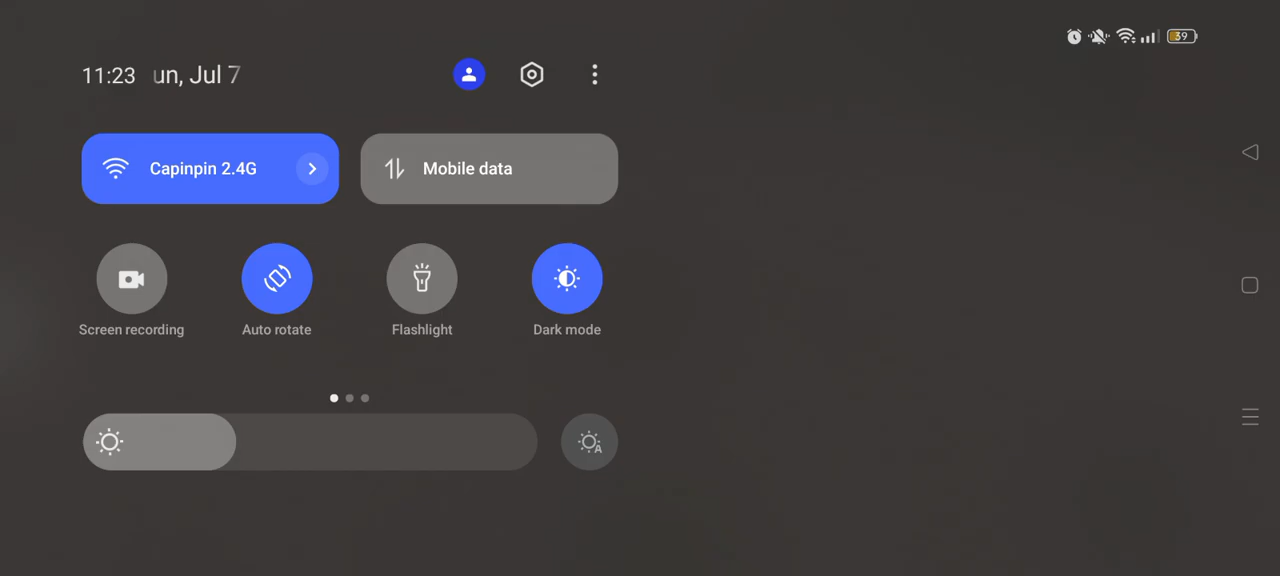 11:23 un, Jul 7
39
Capinpin 2.4G
Mobile data
Screen recording
Auto rotate
Flashlight
Dark mode
A